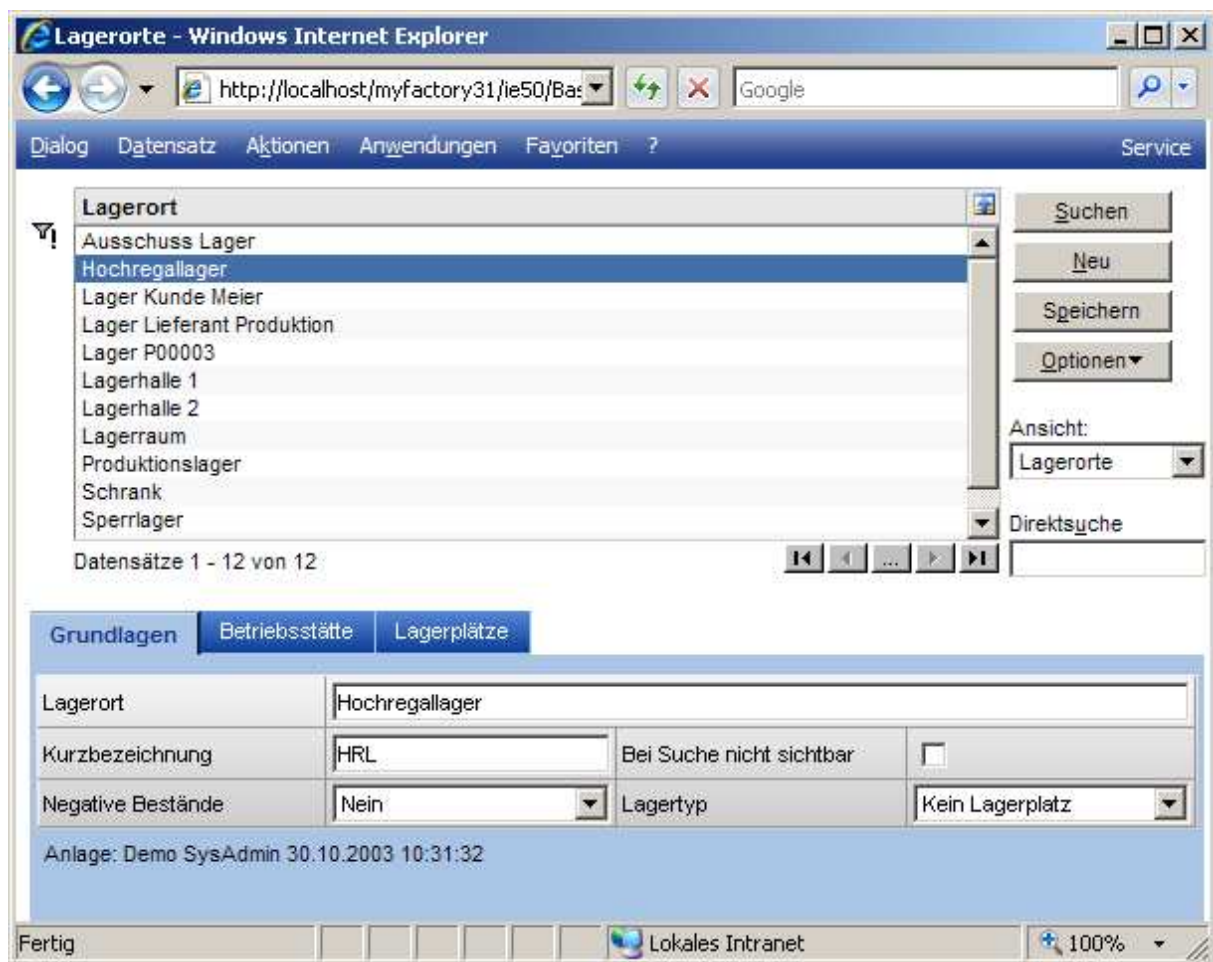 Lagerorte - Windows Internet Explorer
http://localhost/myfactory31/ie50/Bas
Google
Dialog Datensatz Aktionen Anwendungen Favoriten ? Service
Lagerort
Ausschuss Lager
Hochregallager
Lager Kunde Meier
Lager Lieferant Produktion
Lager P00003
Lagerhalle 1
Lagerhalle 2
Lagerraum
Produktionslager
Schrank
Sperrlager
Datensätze 1 - 12 von 12
...
Suchen
Neu
Speichern
Optionen
Ansicht:
Lagerorte
Direktsuche
Grundlagen Betriebsstätte Lagerplätze
Lagerort Hochregallager
Kurzbezeichnung HRL Bei Suche nicht sichtbar
Negative Bestände Nein Lagertyp Kein Lagerplatz
Anlage: Demo SysAdmin 30.10.2003 10:31:32
Fertig Lokales Intranet 100%